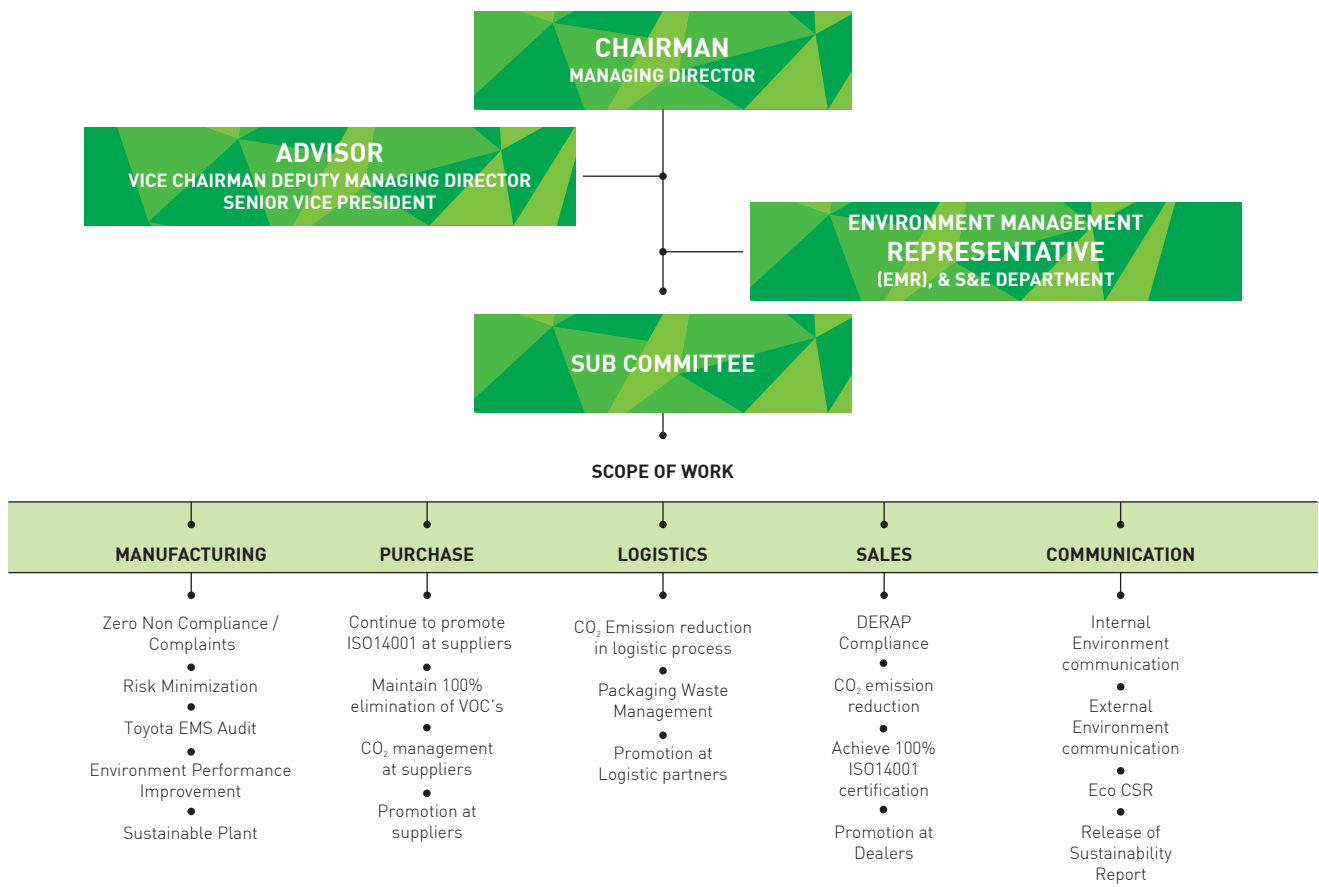 CHAIRMAN
MANAGING DIRECTOR
ADVISOR
VICE CHAIRMAN DEPUTY MANAGING DIRECTOR
SENIOR VICE PRESIDENT
ENVIRONMENT MANAGEMENT
REPRESENTATIVE
(EMR), & S&E DEPARTMENT
SUB COMMITTEE
SCOPE OF WORK
MANUFACTURING
Zero Non Compliance /
Complaints
Risk Minimization
Toyota EMS Audit
Environment Performance
Improvement
Sustainable Plant
PURCHASE
Continue to promote
ISO14001 at suppliers
Maintain 100%
elimination of VOC's
CO₂ management
at suppliers
Promotion at
suppliers
LOGISTICS
CO₂ Emission reduction
in logistic process
Packaging Waste
Management
Promotion at
Logistic partners
SALES
DERAP
Compliance
CO₂ emission
reduction
Achieve 100%
ISO14001
certification
Promotion at
Dealers
COMMUNICATION
Internal
Environment
communication
External
Environment
communication
Eco CSR
Release of
Sustainability
Report